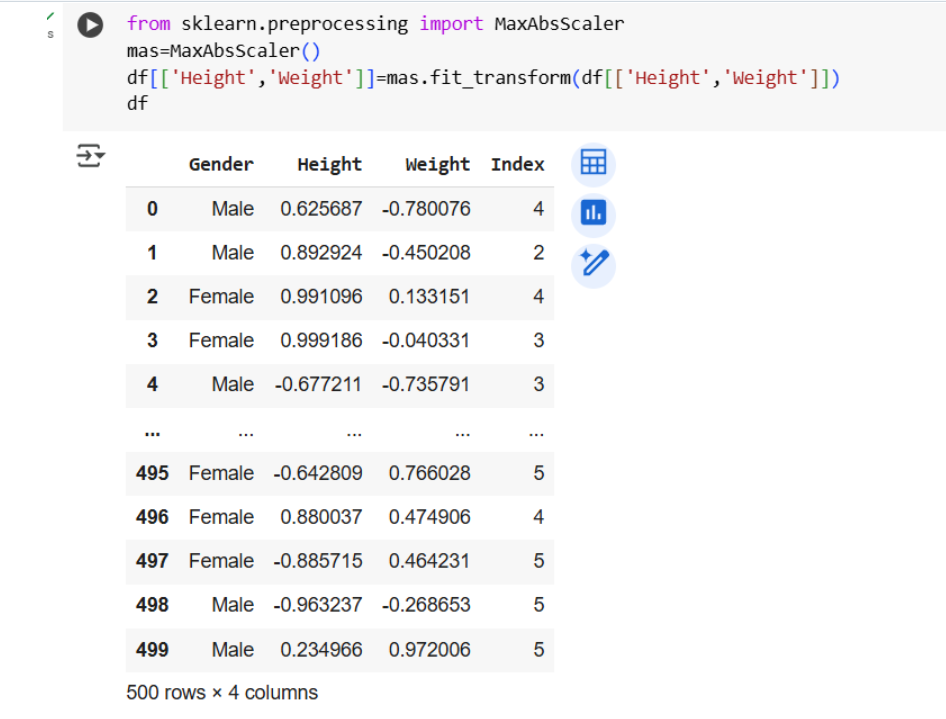 from sklearn.preprocessing import MaxAbsScaler
s
mas=MaxAbsScaler()
df[['Height','Weight']]=mas.fit_transform(df[['Height','Weight']])
df
Gender Height Weight Index
0 Male 0.625687 -0.780076 4
1 Male 0.892924 -0.450208 2
2 Female 0.991096 0.133151 4
3 Female 0.999186 -0.040331 3
4 Male -0.677211 -0.735791 3
... ... ... ... ...
495 Female -0.642809 0.766028 5
496 Female 0.880037 0.474906 4
497 Female -0.885715 0.464231 5
498 Male -0.963237 -0.268653 5
499 Male 0.234966 0.972006 5
500 rows × 4 columns